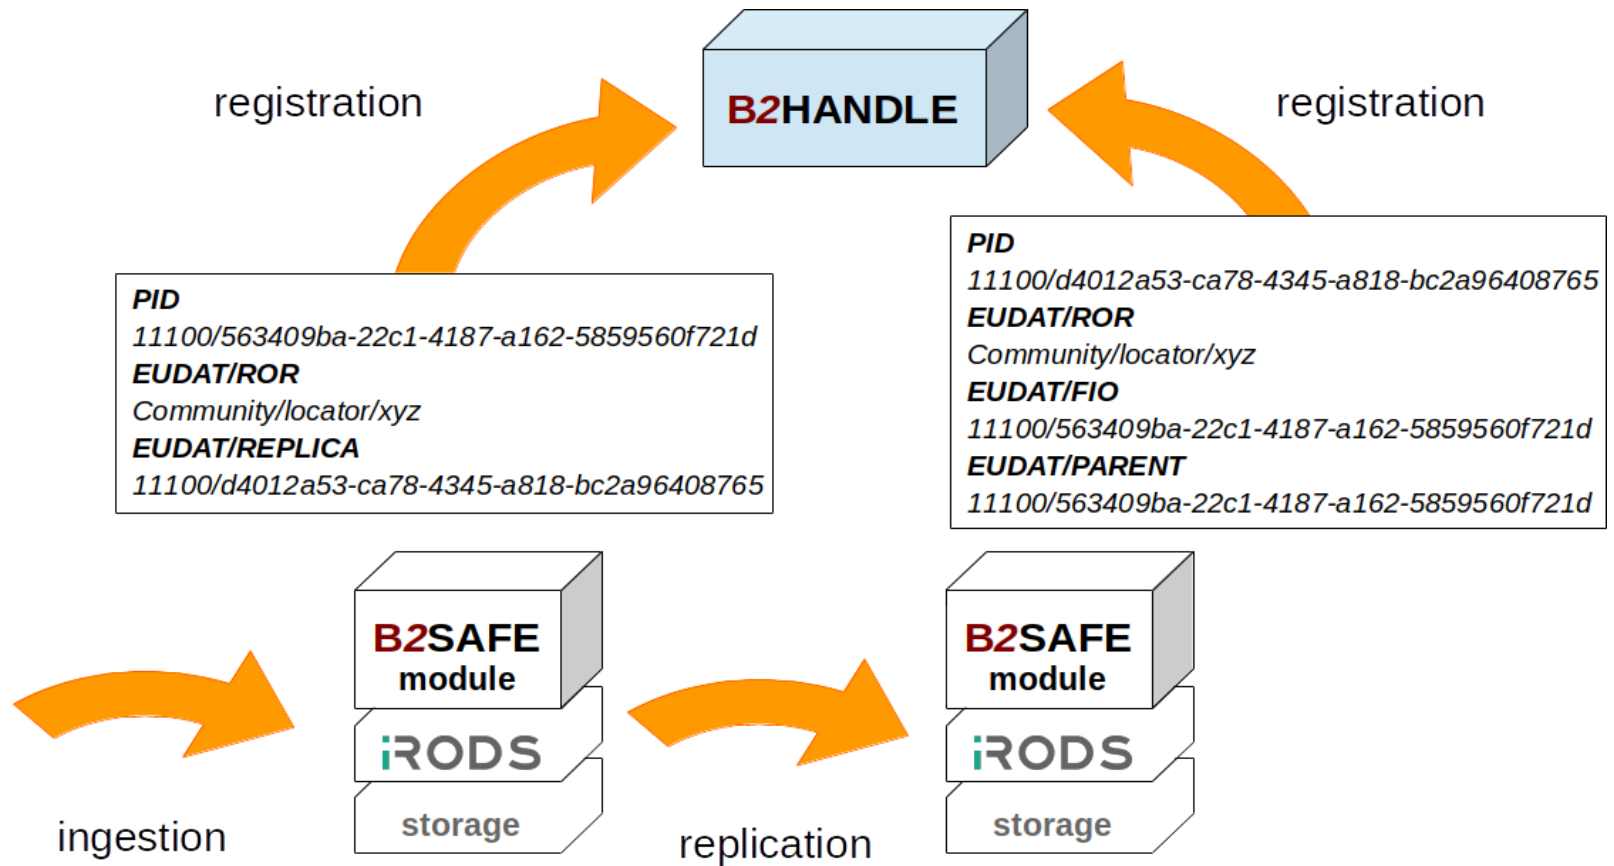 B2HANDLE
registration
registration
PID
11100/563409ba-22c1-4187-a162-5859560f721d
EUDAT/ROR
Community/locator/xyz
EUDAT/REPLICA
11100/d4012a53-ca78-4345-a818-bc2a96408765
PID
11100/d4012a53-ca78-4345-a818-bc2a96408765
EUDAT/ROR
Community/locator/xyz
EUDAT/FIO
11100/563409ba-22c1-4187-a162-5859560f721d
EUDAT/PARENT
11100/563409ba-22c1-4187-a162-5859560f721d
B2SAFE
module
iRODS
storage
B2SAFE
module
iRODS
storage
ingestion
replication